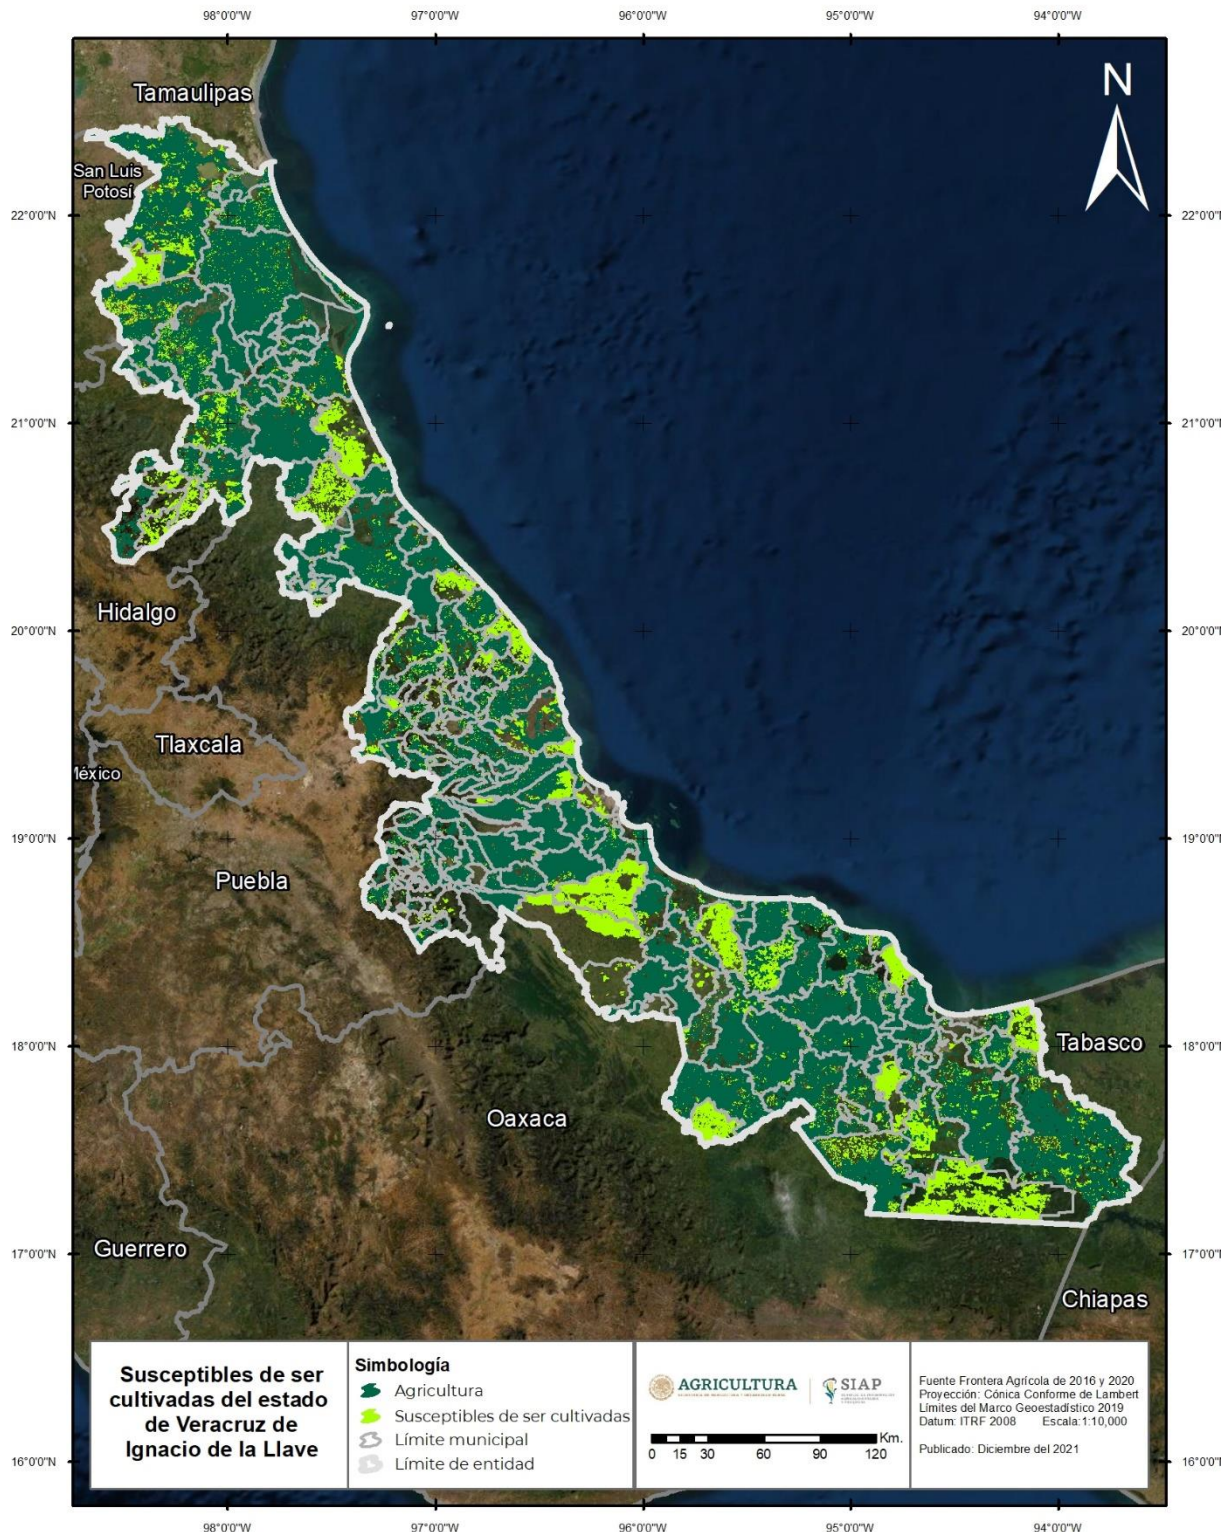 98°0'0"W 97°0'0"W 96°0'0"W 95°0'0"W 94°0'0"W
N
Tamaulipas
San Luis
Potosí
22°0'0"N 22°0'0"N
21°0'0"N 21°0'0"N
Hidalgo
20°0'0"N 20°0'0"N
Tlaxcala
México
19°0'0"N 19°0'0"N
Puebla
18°0'0"N 18°0'0"N
Tabasco
Oaxaca
Guerrero
17°0'0"N 17°0'0"N
Chiapas
Susceptibles de ser
cultivadas del estado
de Veracruz de
Ignacio de la Llave
Simbología
Agricultura
Susceptibles de ser cultivadas
Límite municipal
Límite de entidad
AGRICULTURA
SIAP
0 15 30 60 90 120 Km.
Fuente Frontera Agrícola de 2016 y 2020
Proyección: Cónica Conforme de Lambert
Límites del Marco Geoestadístico 2019
Datum: ITRF 2008 Escala:1:10,000
Publicado: Diciembre del 2021
16°0'0"N 16°0'0"N
98°0'0"W 97°0'0"W 96°0'0"W 95°0'0"W 94°0'0"W